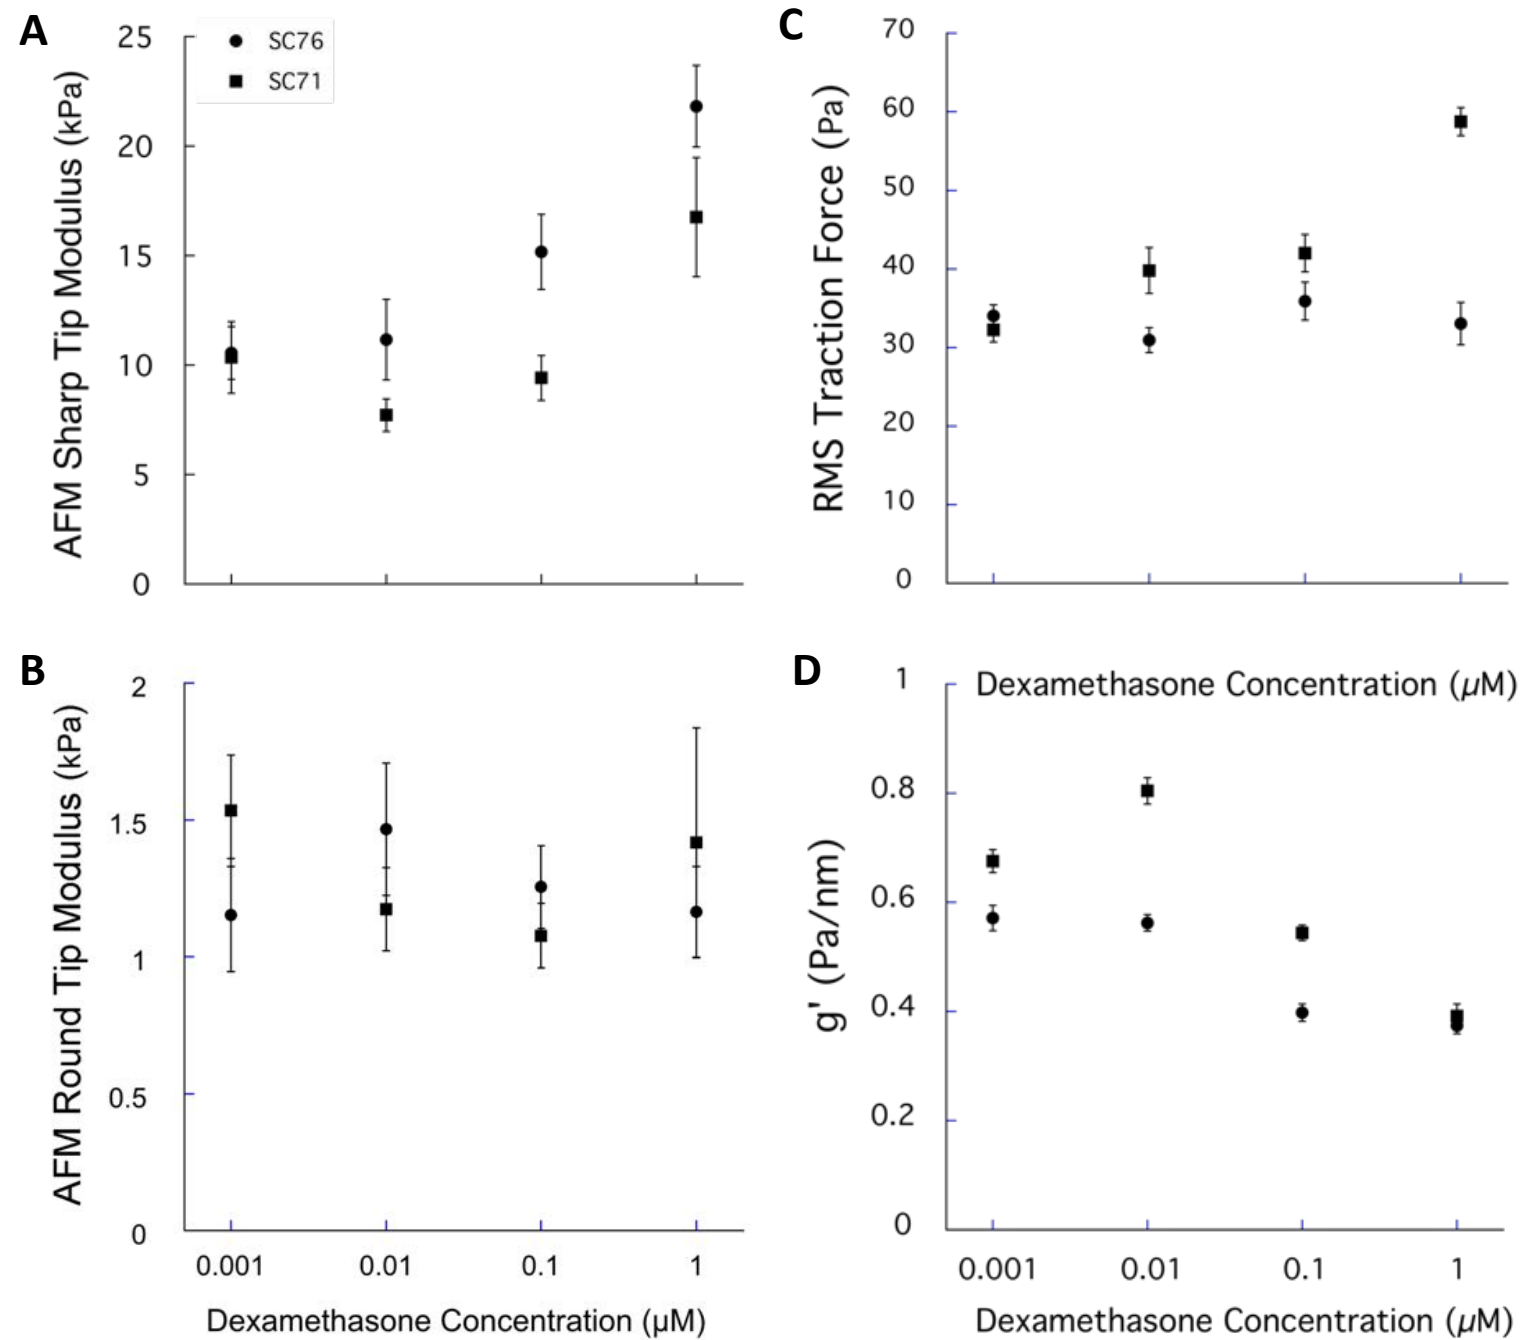 A
AFM Sharp Tip Modulus (kPa)
25
20
15
10
5
0
SC76
SC71
C
RMS Traction Force (Pa)
70
60
50
40
30
20
10
0
B
AFM Round Tip Modulus (kPa)
2
1.5
1
0.5
0
0.001 0.01 0.1 1
Dexamethasone Concentration (µM)
D
Dexamethasone Concentration (µM)
g' (Pa/nm)
1
0.8
0.6
0.4
0.2
0
0.001 0.01 0.1 1
Dexamethasone Concentration (µM)